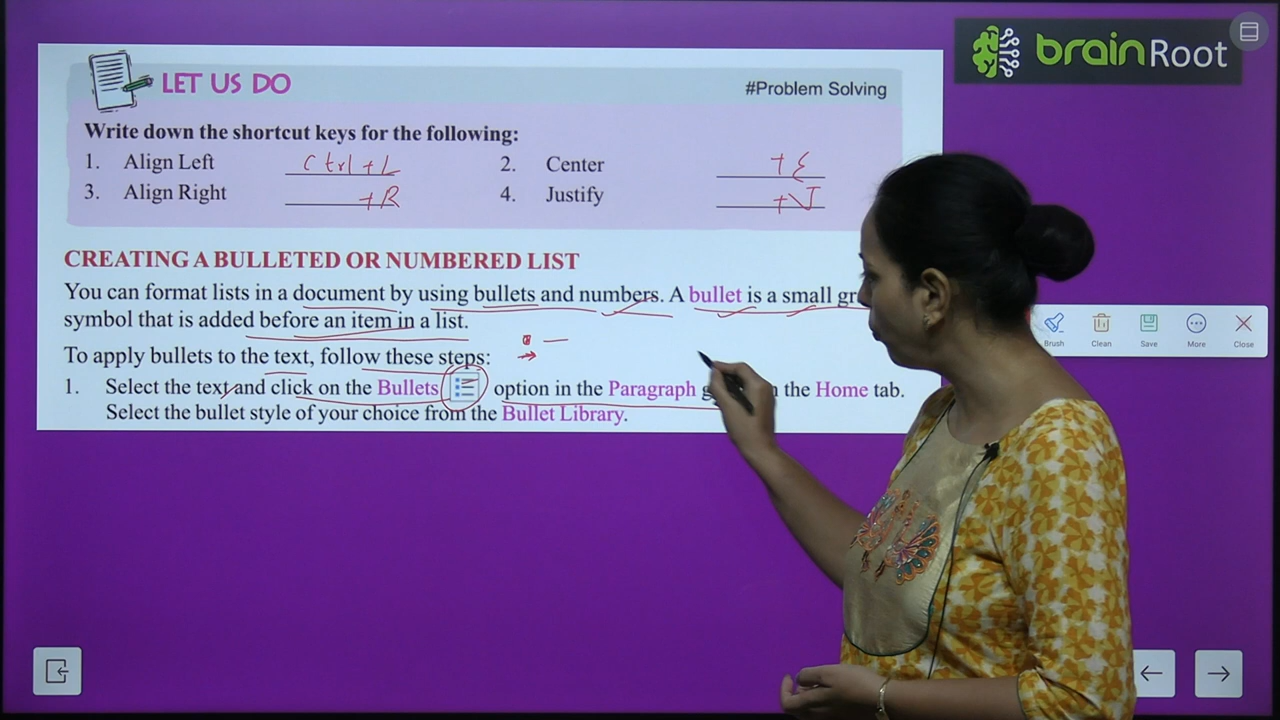 brainRoot
LET US DO
#Problem Solving
Write down the shortcut keys for the following:
1. Align Left Ctrl+L 2. Center +E
3. Align Right +R 4. Justify +J
CREATING A BULLETED OR NUMBERED LIST
You can format lists in a document by using bullets and numbers. A bullet is a small
symbol that is added before an item in a list.
To apply bullets to the text, follow these steps:
1. Select the text and click on the Bullets option in the Paragraph the Home tab.
Select the bullet style of your choice from the Bullet Library.
Brush Clean Save More Close